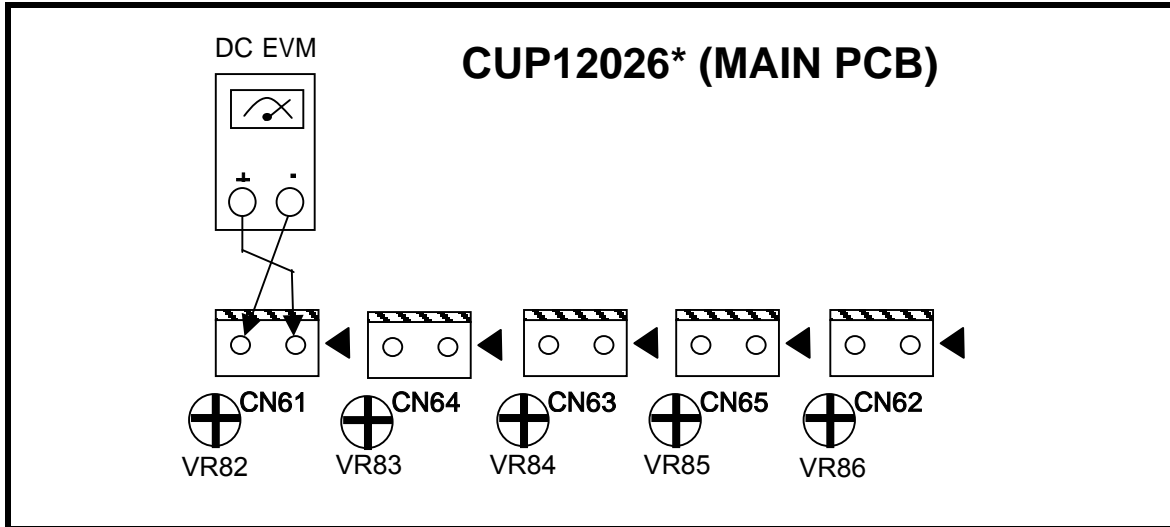 DC EVM
CUP12026* (MAIN PCB)
+ -
CN61 CN64 CN63 CN65 CN62
VR82 VR83 VR84 VR85 VR86